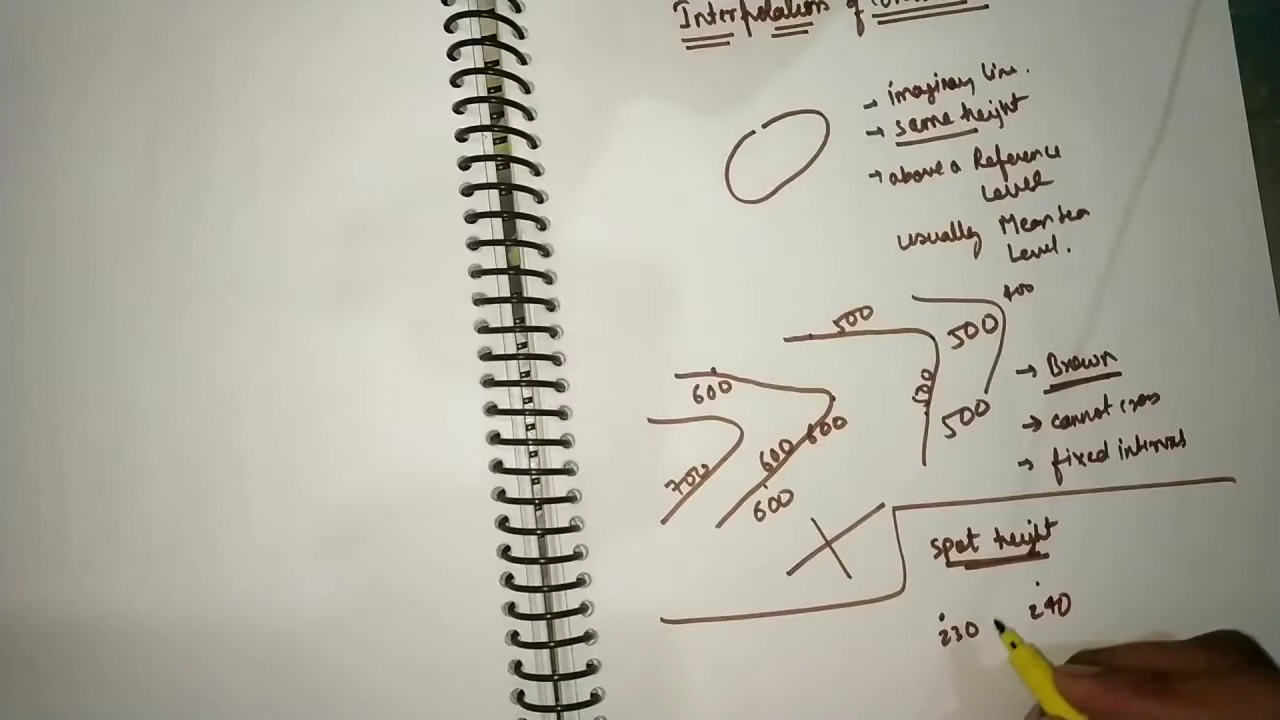 Interpolation of
→ imaginary line.
→ same height
→ above a Reference
Level
usually Mean sea
Level.
400
500
500
500
500
600
600
600
600
700
→ Brown
→ cannot cross
→ fixed interval
spot height
230
240